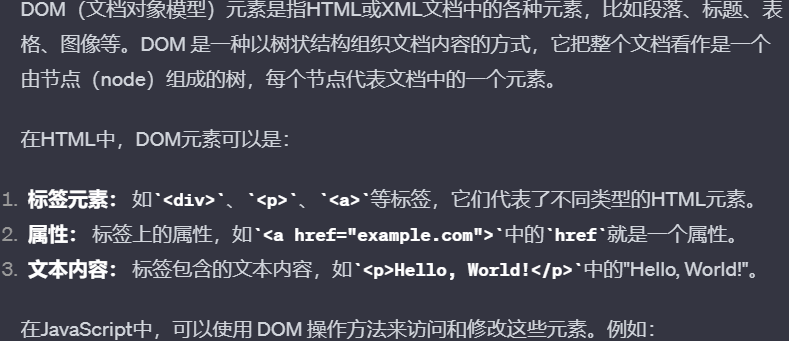 DOM（文档对象模型）元素是指HTML或XML文档中的各种元素，比如段落、标题、表
格、图像等。DOM 是一种以树状结构组织文档内容的方式，它把整个文档看作是一个
由节点（node）组成的树，每个节点代表文档中的一个元素。
在HTML中，DOM元素可以是：
1. 标签元素： 如`<div>`、`<p>`、`<a>`等标签，它们代表了不同类型的HTML元素。
2. 属性： 标签上的属性，如`<a href="example.com">`中的`href`就是一个属性。
3. 文本内容： 标签包含的文本内容，如`<p>Hello, World!</p>`中的"Hello, World!"。
在JavaScript中，可以使用 DOM 操作方法来访问和修改这些元素。例如：